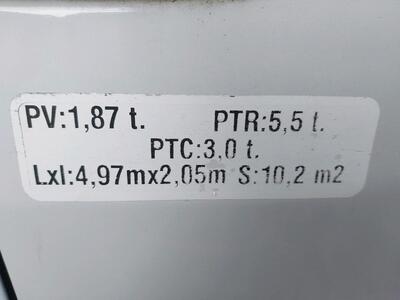 PV:1,87 t. PTR:5,5 t.
PTC:3,0 t.
Lxl:4,97mx2,05m S:10,2 m2